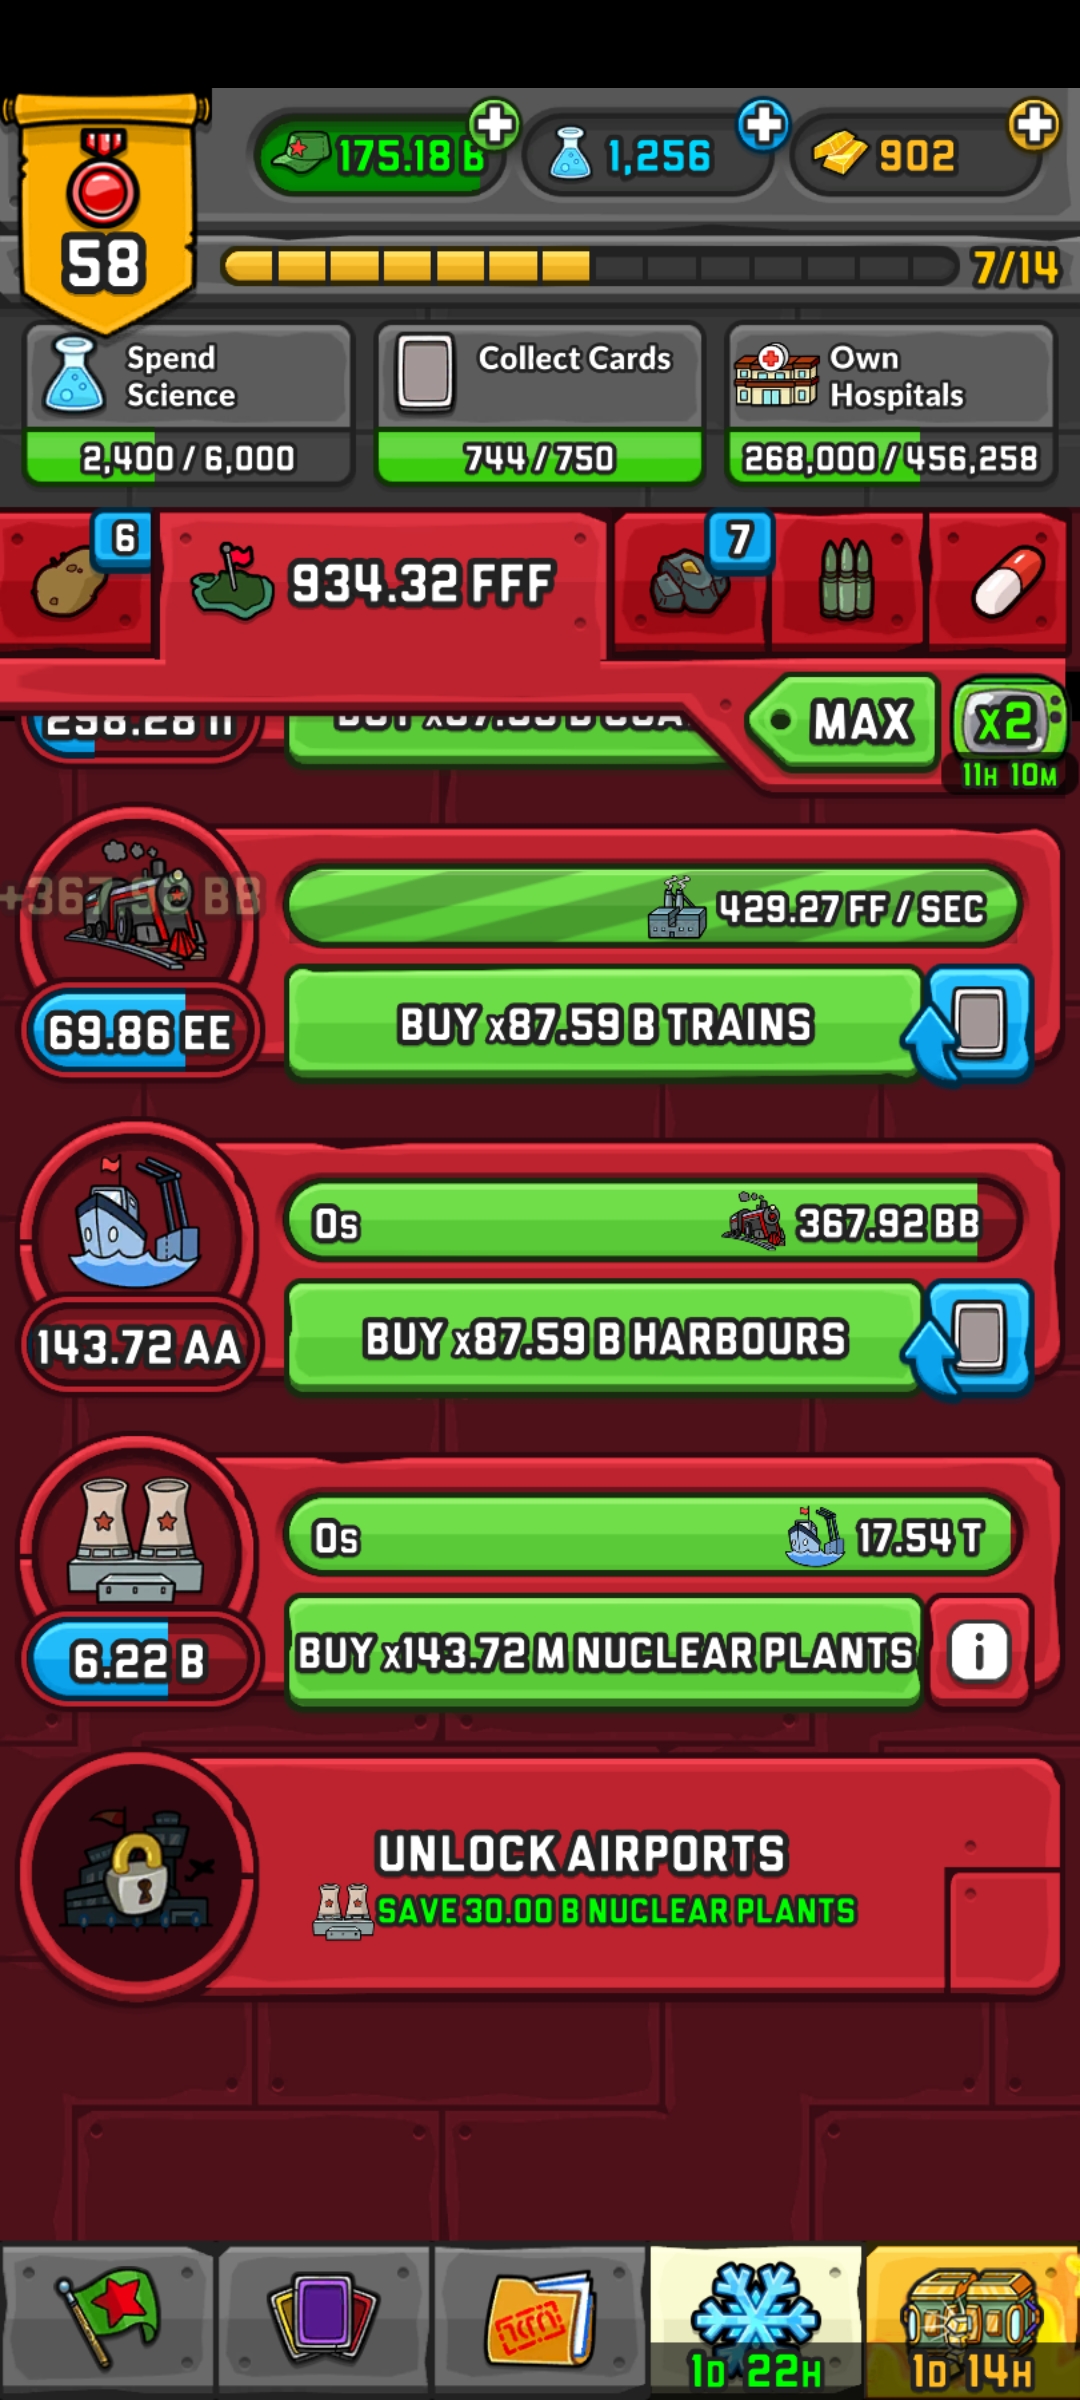 175.18 B
1,256
902
58
7/14
Spend
Science
2,400 / 6,000
Collect Cards
744 / 750
Own
Hospitals
268,000 / 456,258
6
934.32 FFF
7
MAX
x2
11H 10M
+367.92 BB
429.27 FF / SEC
69.86 EE
BUY x87.59 B TRAINS
0s
367.92 BB
143.72 AA
BUY x87.59 B HARBOURS
0s
17.54 T
6.22 B
BUY x143.72 M NUCLEAR PLANTS
i
UNLOCK AIRPORTS
SAVE 30.00 B NUCLEAR PLANTS
1D 22H
1D 14H